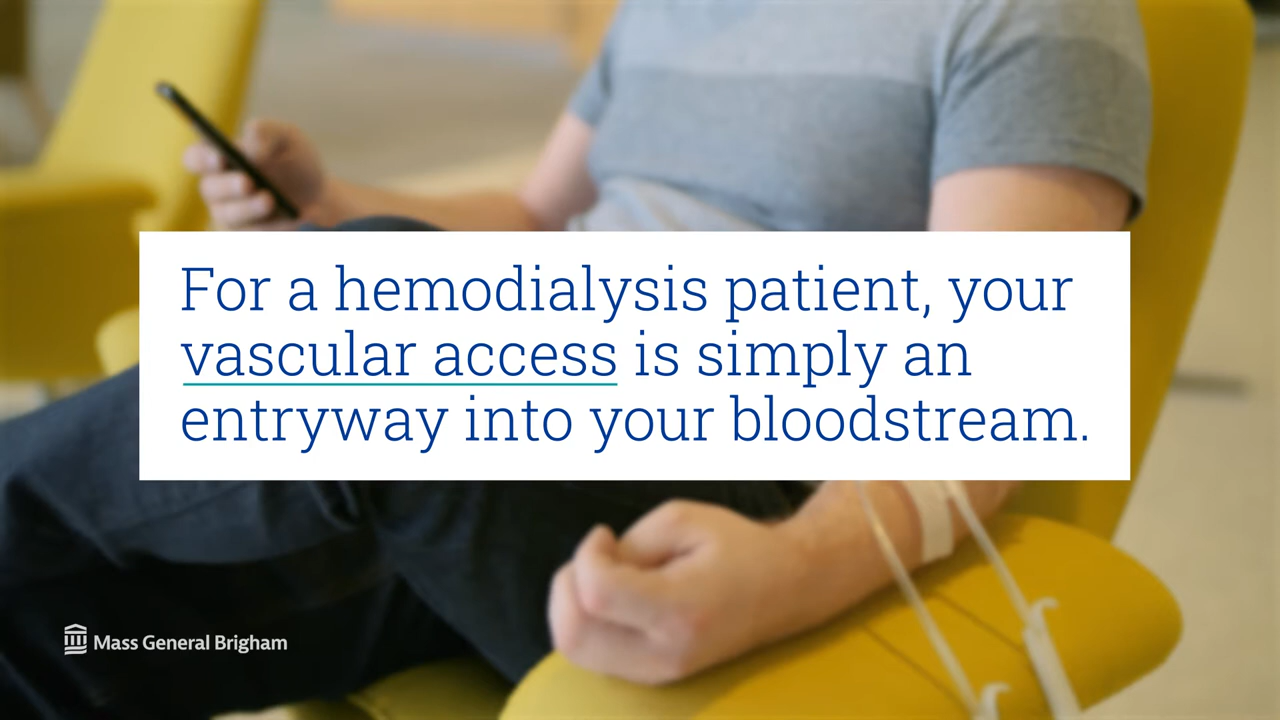 For a hemodialysis patient, your
vascular access is simply an
entryway into your bloodstream.
Mass General Brigham